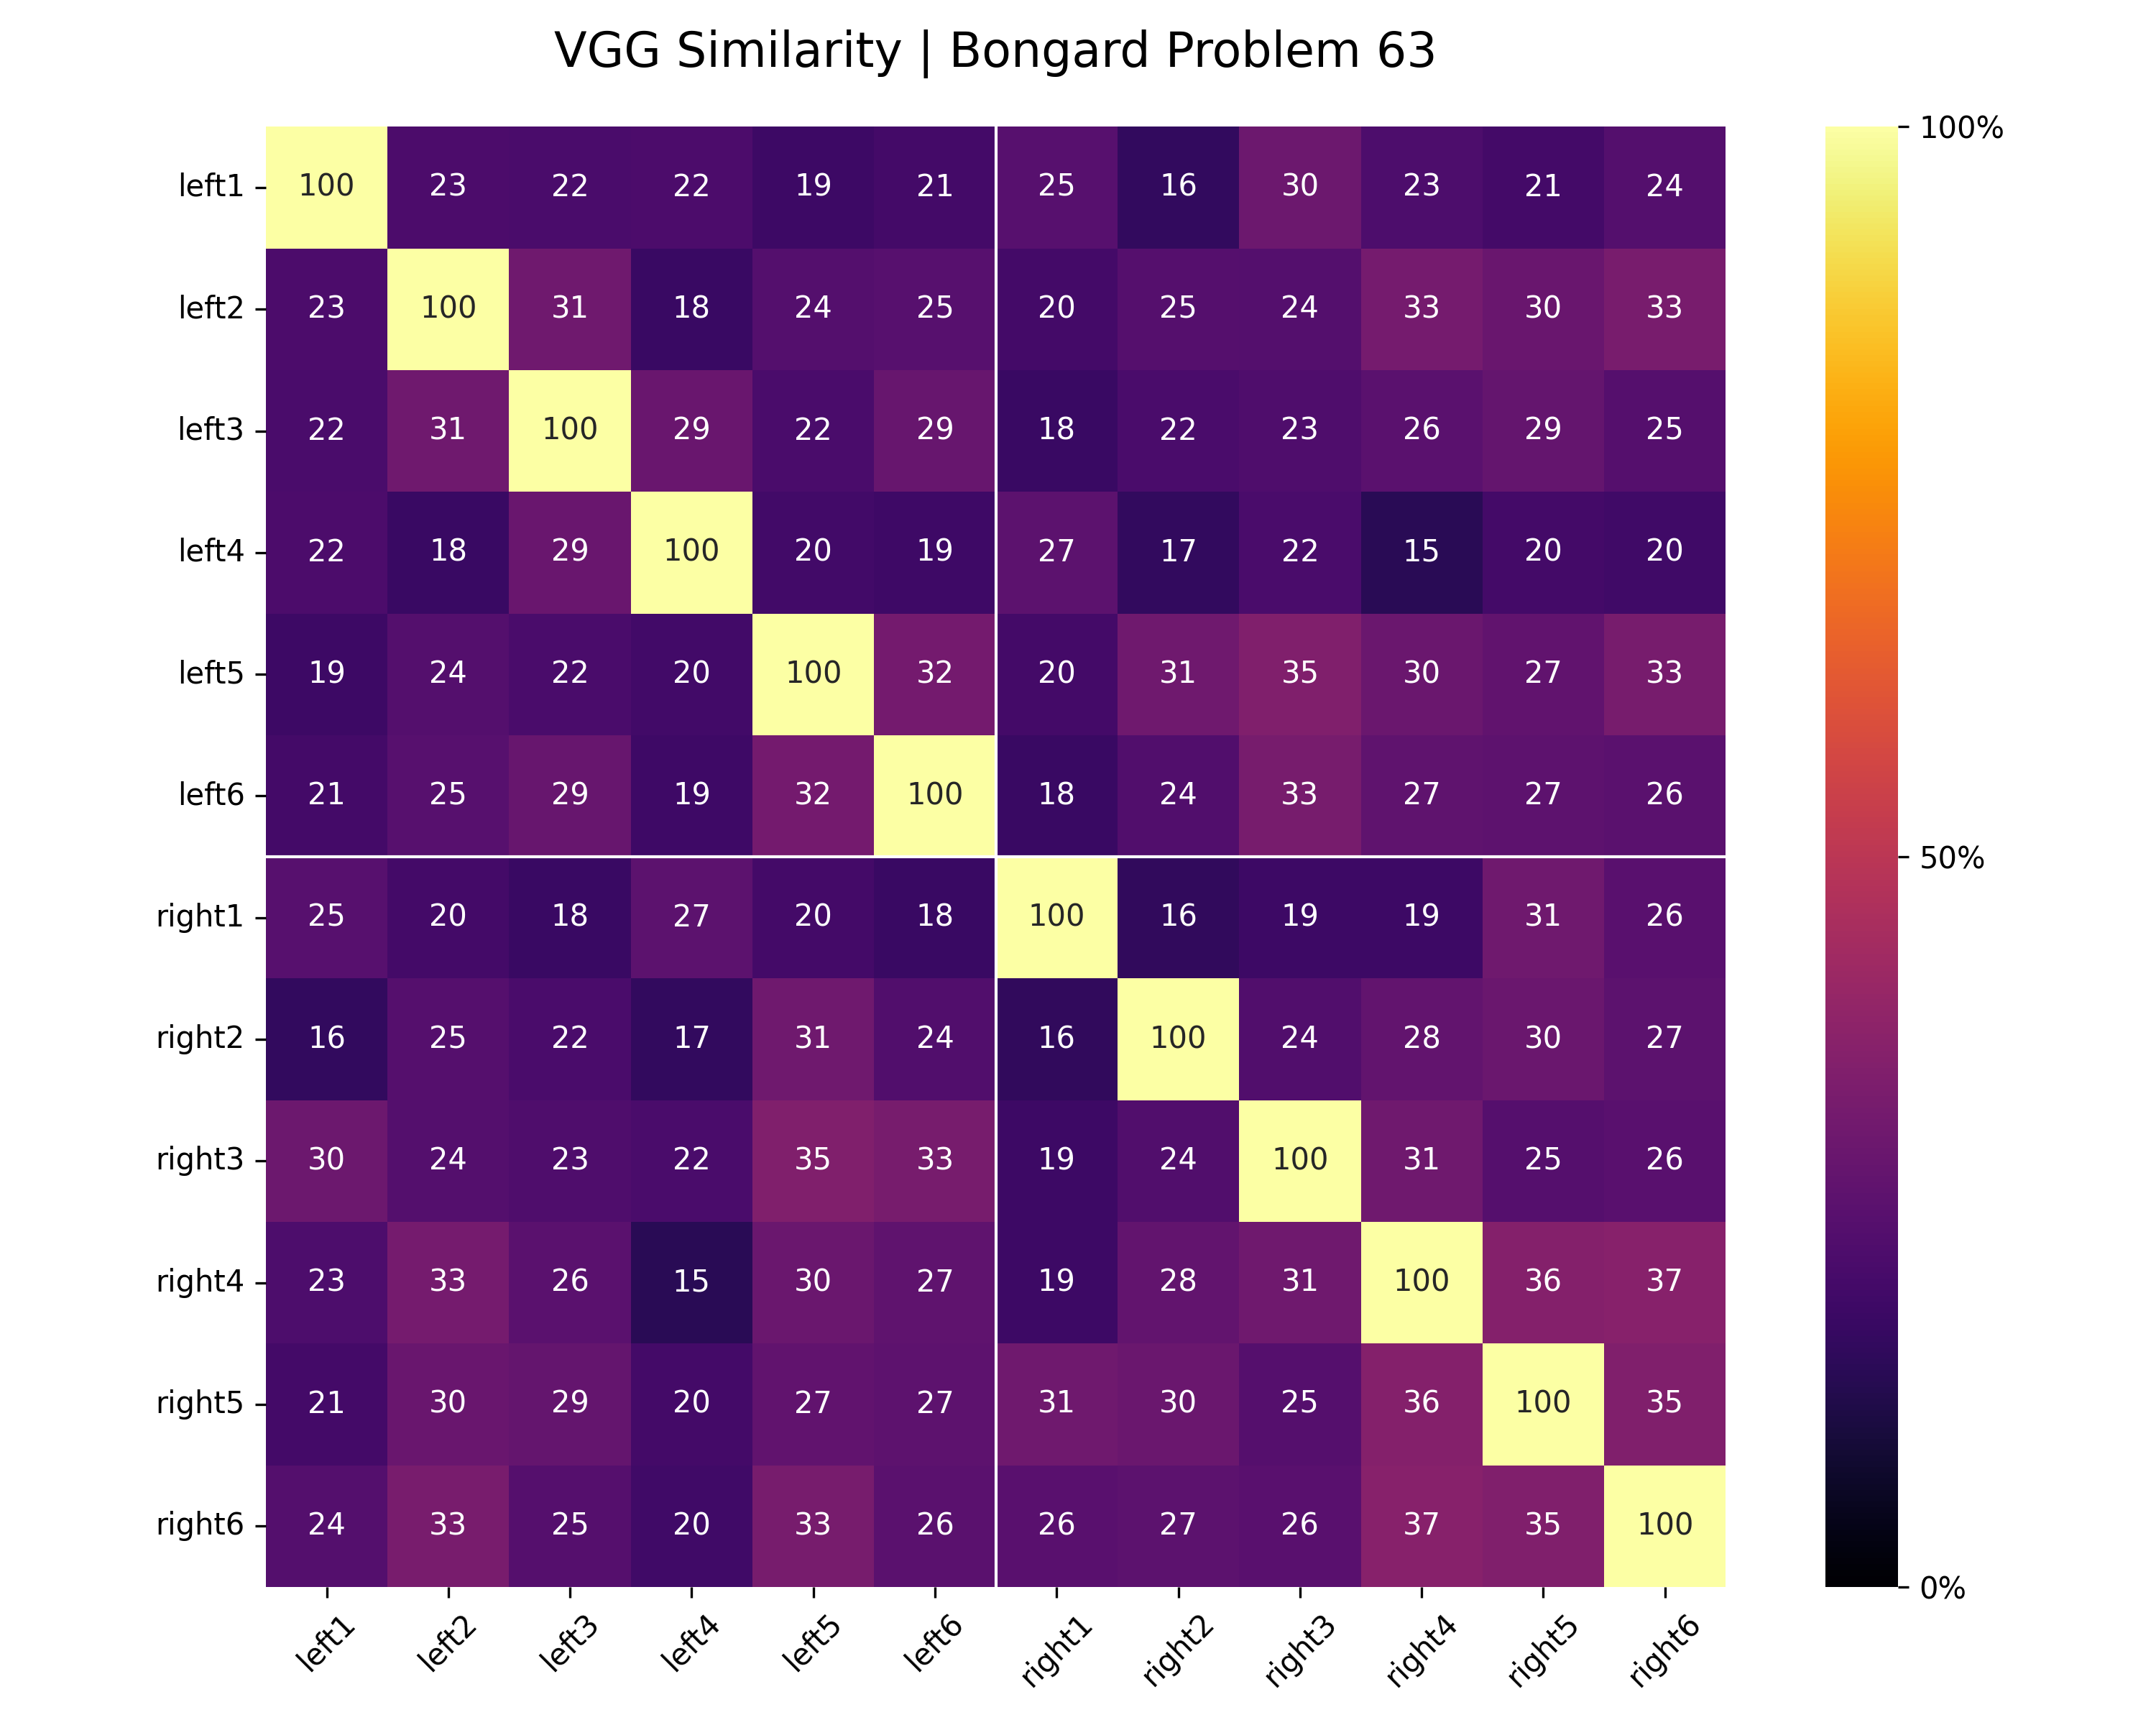 VGG Similarity | Bongard Problem 63
left1 100 23 22 22 19 21 25 16 30 23 21 24
left2 23 100 31 18 24 25 20 25 24 33 30 33
left3 22 31 100 29 22 29 18 22 23 26 29 25
left4 22 18 29 100 20 19 27 17 22 15 20 20
left5 19 24 22 20 100 32 20 31 35 30 27 33
left6 21 25 29 19 32 100 18 24 33 27 27 26
right1 25 20 18 27 20 18 100 16 19 19 31 26
right2 16 25 22 17 31 24 16 100 24 28 30 27
right3 30 24 23 22 35 33 19 24 100 31 25 26
right4 23 33 26 15 30 27 19 28 31 100 36 37
right5 21 30 29 20 27 27 31 30 25 36 100 35
right6 24 33 25 20 33 26 26 27 26 37 35 100
left1 left2 left3 left4 left5 left6 right1 right2 right3 right4 right5 right6
100%
50%
0%